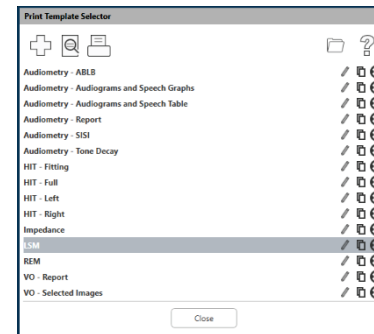 Print Template Selector
Audiometry - ABLB
Audiometry - Audiograms and Speech Graphs
Audiometry - Audiograms and Speech Table
Audiometry - Report
Audiometry - SISI
Audiometry - Tone Decay
HIT - Fitting
HIT - Full
HIT - Left
HIT - Right
Impedance
LSM
REM
VO - Report
VO - Selected Images
Close